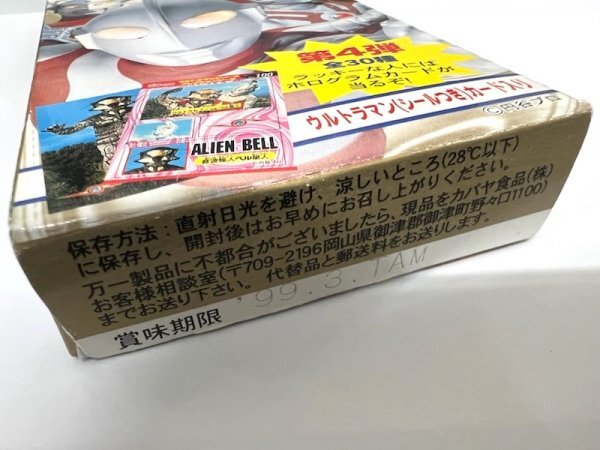 第4弾
全30種
ラッキーな人には
ホログラムカードが
当るぞ、
ウルトラマン(シールつき)カード入り
©円谷プロ
100
ALIEN BELL
音波怪人ベル星人
保存方法:直射日光を避け、涼しいところ(28℃以下)
に保存し、開封後はお早めにお召し上がりください。
万一製品に不都合がございましたら、現品をカバヤ食品(株)
お客様相談室(〒709-2196岡山県御津郡御津町野々口1100)
までお送り下さい。代替品と郵送料をお送りします。
賞味期限 '99.3.1AM